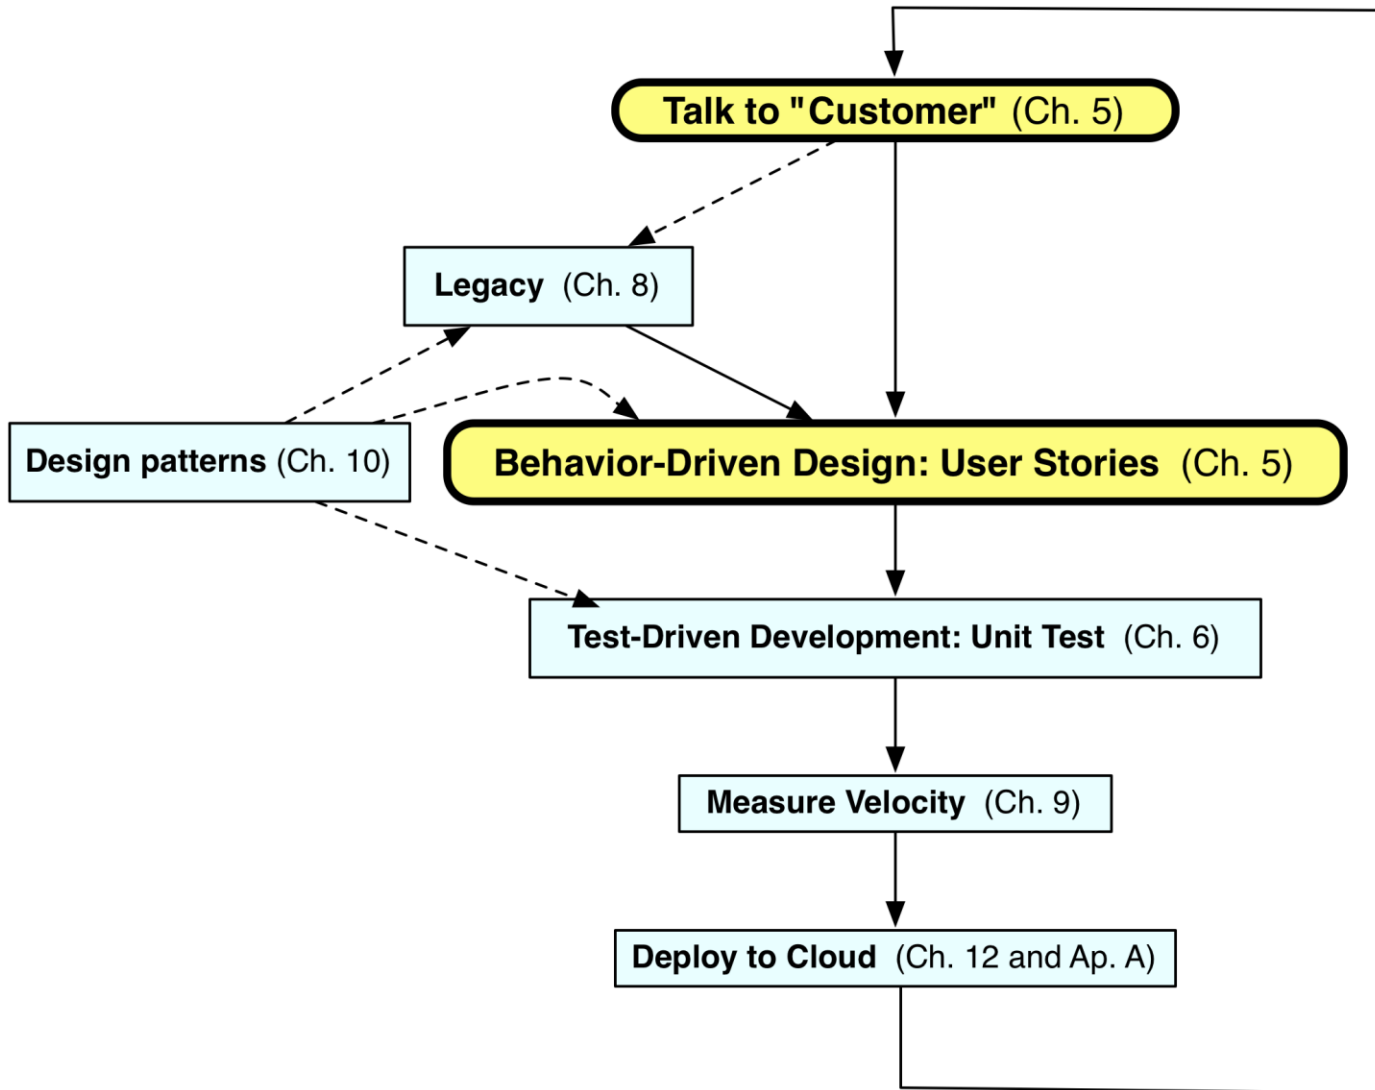 Talk to "Customer" (Ch. 5)
Legacy (Ch. 8)
Design patterns (Ch. 10)
Behavior-Driven Design: User Stories (Ch. 5)
Test-Driven Development: Unit Test (Ch. 6)
Measure Velocity (Ch. 9)
Deploy to Cloud (Ch. 12 and Ap. A)